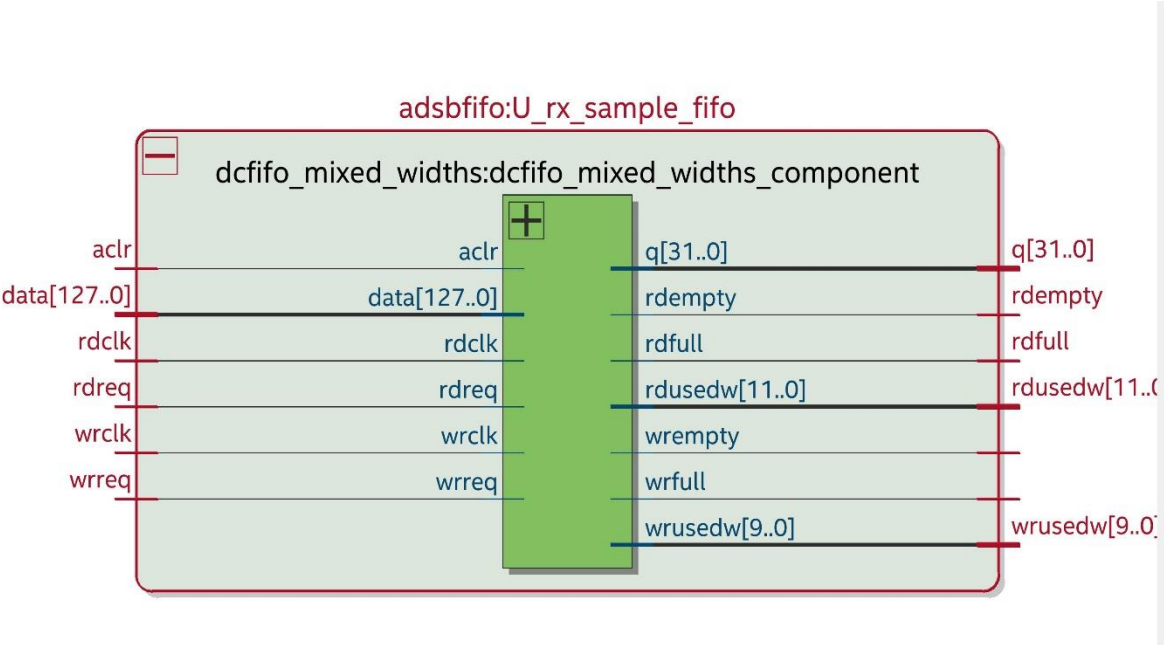 adsbfifo:U_rx_sample_fifo
dcfifo_mixed_widths:dcfifo_mixed_widths_component
aclr aclr q[31..0] q[31..0]
data[127..0] data[127..0] rdempty rdempty
rdclk rdclk rdfull rdfull
rdreq rdreq rdusedw[11..0] rdusedw[11..
wrclk wrclk wrempty
wrreq wrreq wrfull
wrusedw[9..0] wrusedw[9..0]